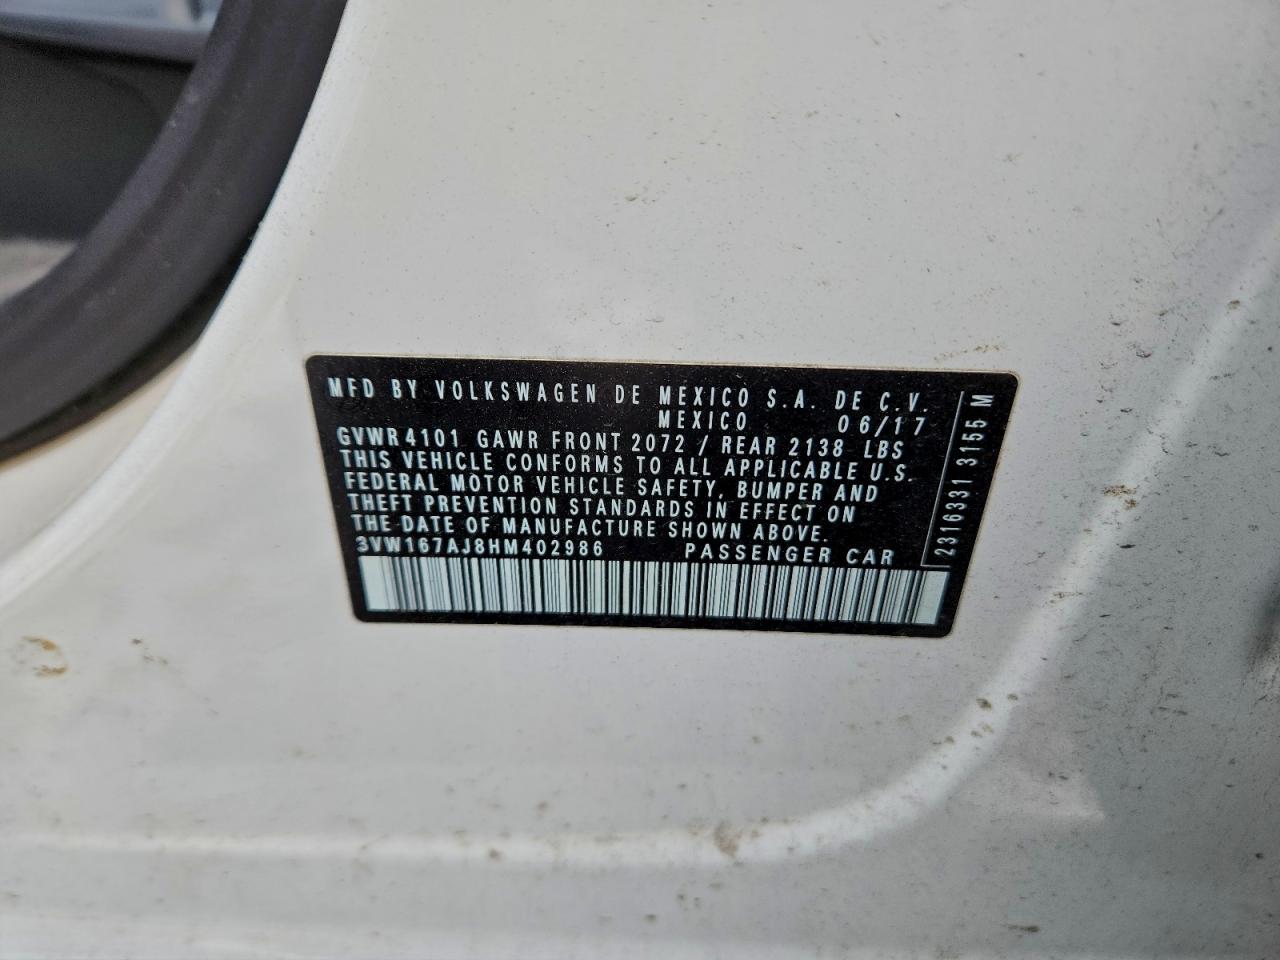 MFD BY VOLKSWAGEN DE MEXICO S.A. DE C.V.
MEXICO 06/17
GVWR 4101 GAWR FRONT 2072 / REAR 2138 LBS
THIS VEHICLE CONFORMS TO ALL APPLICABLE U.S.
FEDERAL MOTOR VEHICLE SAFETY, BUMPER AND
THEFT PREVENTION STANDARDS IN EFFECT ON
THE DATE OF MANUFACTURE SHOWN ABOVE.
3VW167AJ8HM402986 PASSENGER CAR
2316331 3155 M